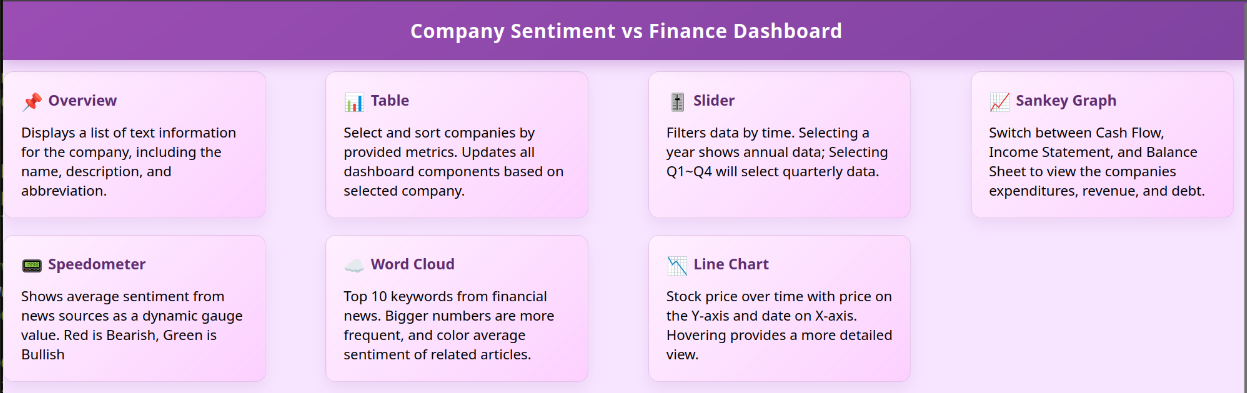 Company Sentiment vs Finance Dashboard
Overview
Displays a list of text information
for the company, including the
name, description, and
abbreviation.
Table
Select and sort companies by
provided metrics. Updates all
dashboard components based on
selected company.
Slider
Filters data by time. Selecting a
year shows annual data; Selecting
Q1~Q4 will select quarterly data.
Sankey Graph
Switch between Cash Flow,
Income Statement, and Balance
Sheet to view the companies
expenditures, revenue, and debt.
Speedometer
Shows average sentiment from
news sources as a dynamic gauge
value. Red is Bearish, Green is
Bullish
Word Cloud
Top 10 keywords from financial
news. Bigger numbers are more
frequent, and color average
sentiment of related articles.
Line Chart
Stock price over time with price on
the Y-axis and date on X-axis.
Hovering provides a more detailed
view.